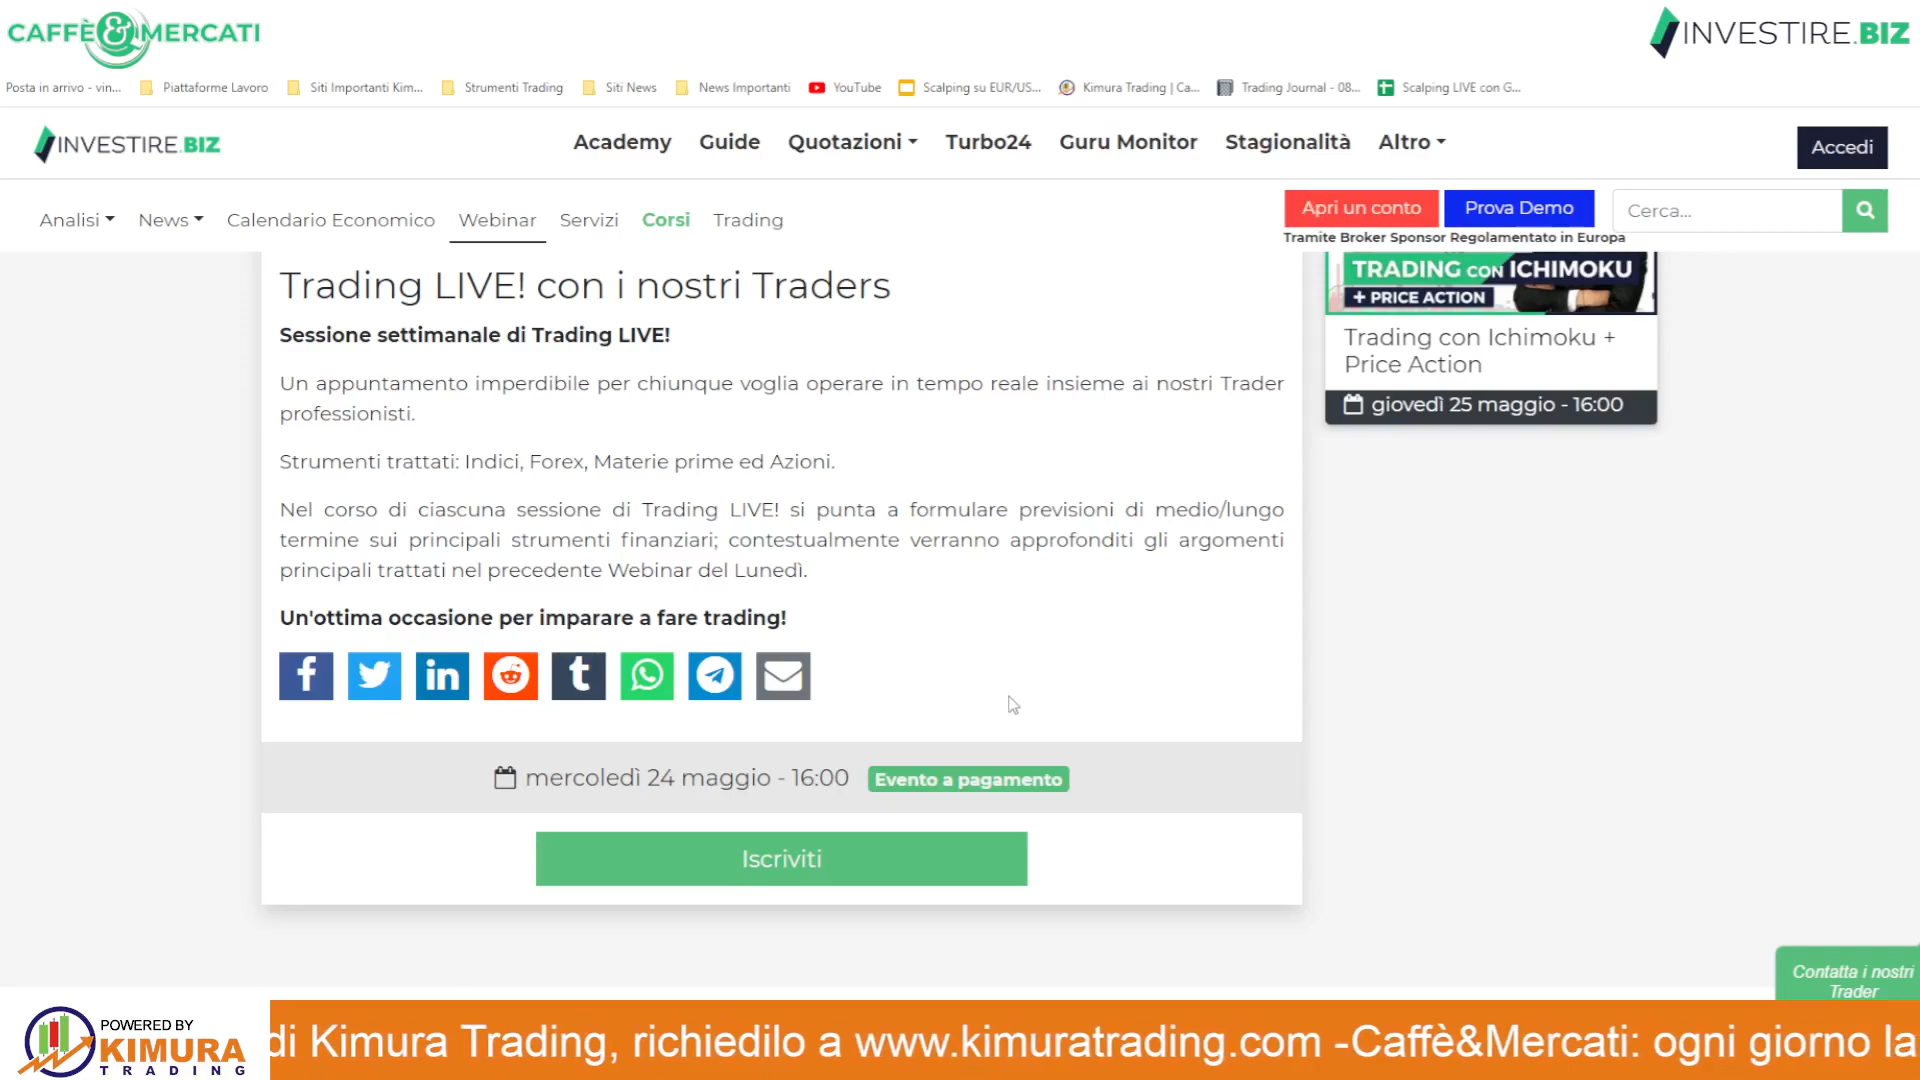 CAFFÈ&MERCATI
INVESTIRE.BIZ
Posta in arrivo - vin...
Piattaforme Lavoro
Siti Importanti Kim...
Strumenti Trading
Siti News
News Importanti
YouTube
Scalping su EUR/US...
Kimura Trading | Ca...
Trading Journal - 08...
Scalping LIVE con G...
INVESTIRE.BIZ
Academy
Guide
Quotazioni
Turbo24
Guru Monitor
Stagionalità
Altro
Accedi
Analisi
News
Calendario Economico
Webinar
Servizi
Corsi
Trading
Apri un conto
Prova Demo
Cerca...
Tramite Broker Sponsor Regolamentato in Europa
Trading LIVE! con i nostri Traders
Sessione settimanale di Trading LIVE!
Un appuntamento imperdibile per chiunque voglia operare in tempo reale insieme ai nostri Trader
professionisti.
Strumenti trattati: Indici, Forex, Materie prime ed Azioni.
Nel corso di ciascuna sessione di Trading LIVE! si punta a formulare previsioni di medio/lungo
termine sui principali strumenti finanziari; contestualmente verranno approfonditi gli argomenti
principali trattati nel precedente Webinar del Lunedì.
Un'ottima occasione per imparare a fare trading!
mercoledì 24 maggio - 16:00
Evento a pagamento
Iscriviti
TRADING CON ICHIMOKU
+ PRICE ACTION
Trading con Ichimoku +
Price Action
giovedì 25 maggio - 16:00
Contatta i nostri
Trader
POWERED BY
KIMURA
TRADING
di Kimura Trading, richiedilo a www.kimuratrading.com -Caffè&Mercati: ogni giorno la